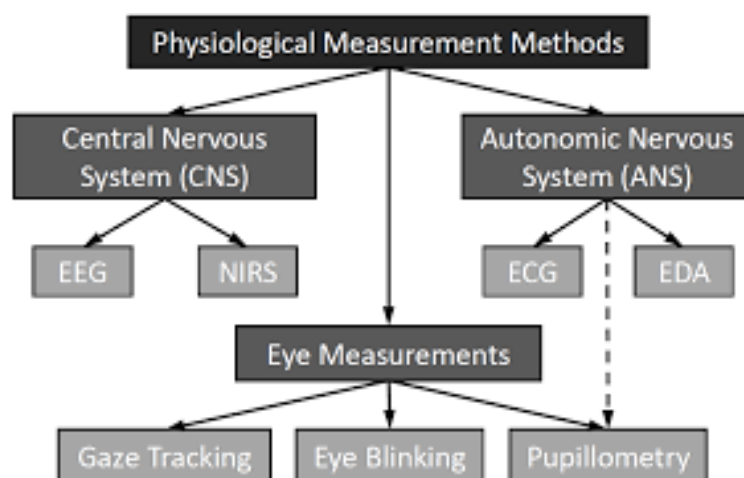 Physiological Measurement Methods
Central Nervous
System (CNS)
Autonomic Nervous
System (ANS)
EEG
NIRS
ECG
EDA
Eye Measurements
Gaze Tracking
Eye Blinking
Pupillometry